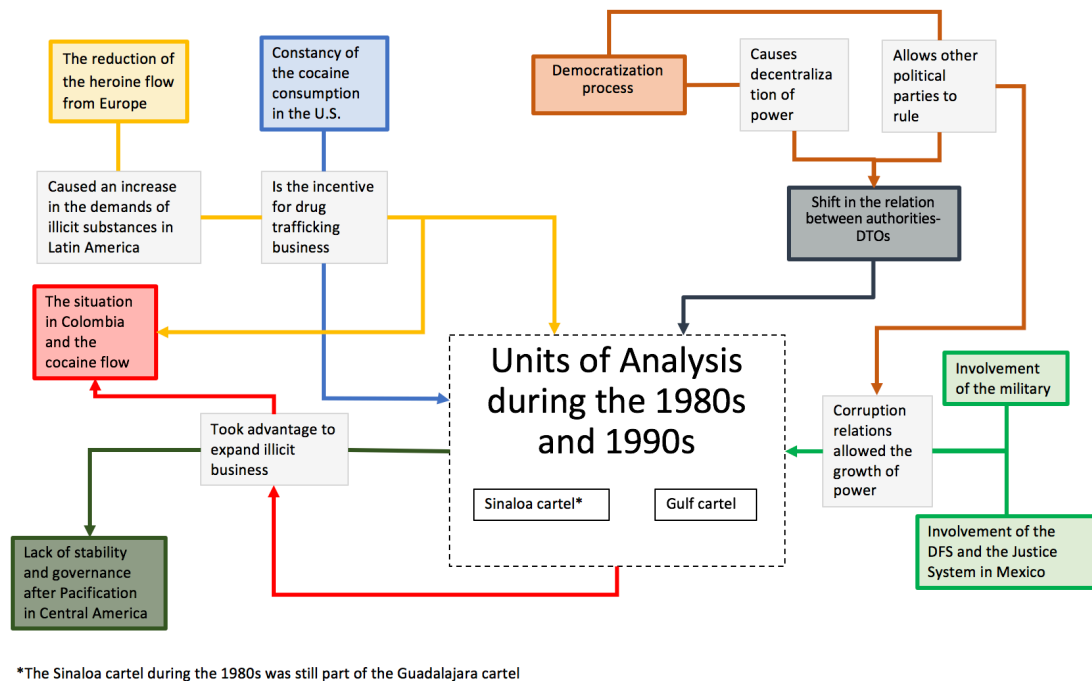 The reduction of
the heroine flow
from Europe
Constancy of
the cocaine
consumption
in the U.S.
Democratization
process
Causes
decentraliza
tion of
power
Allows other
political
parties to
rule
Caused an increase
in the demands of
illicit substances in
Latin America
Is the incentive
for drug
trafficking
business
Shift in the relation
between authorities-
DTOs
The situation
in Colombia
and the
cocaine flow
Units of Analysis
during the 1980s
and 1990s
Sinaloa cartel*
Gulf cartel
Involvement
of the military
Corruption
relations
allowed the
growth of
power
Took advantage to
expand illicit
business
Involvement of the
DFS and the Justice
System in Mexico
Lack of stability
and governance
after Pacification
in Central America
*The Sinaloa cartel during the 1980s was still part of the Guadalajara cartel